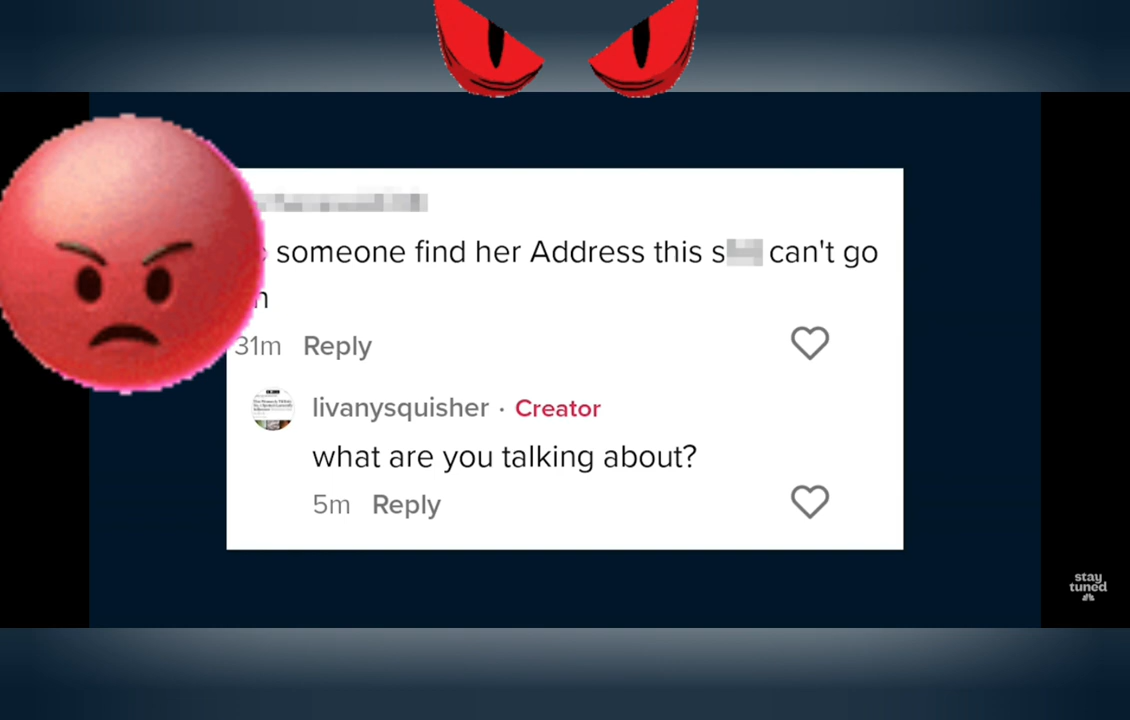 someone find her Address this s can't go
31m Reply
livanysquisher · Creator
what are you talking about?
5m Reply
stay
tuned